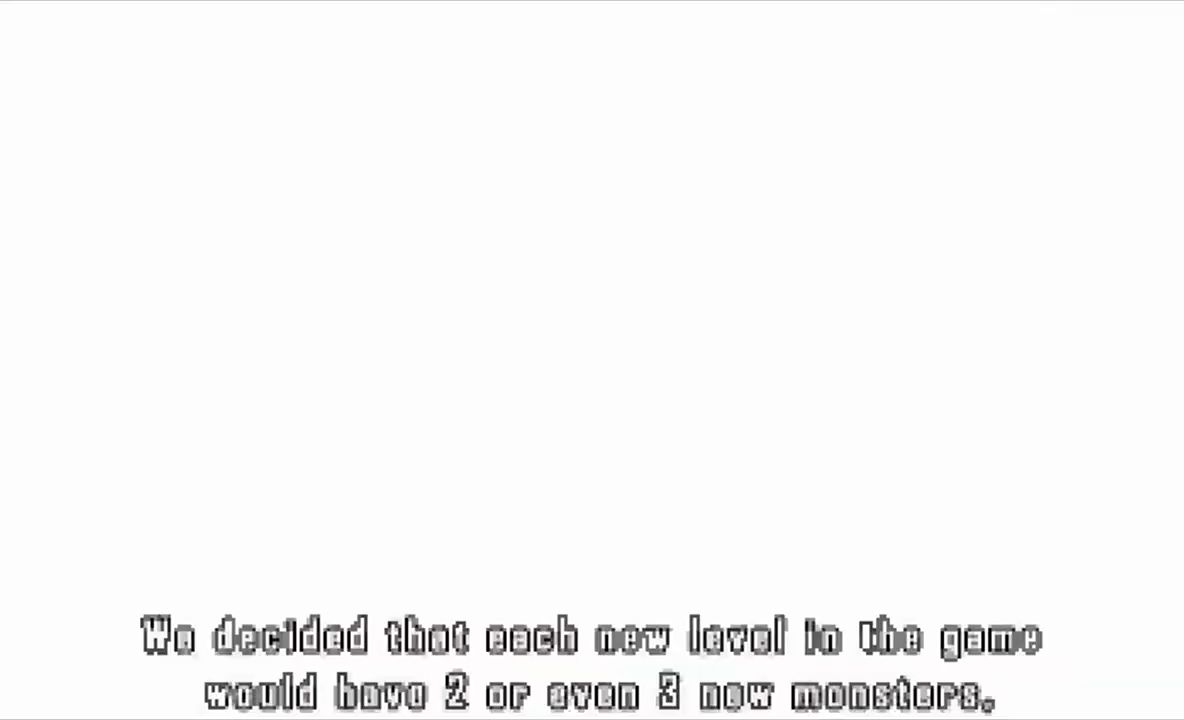 We decided that each new level in the game
would have 2 or even 3 new monsters.